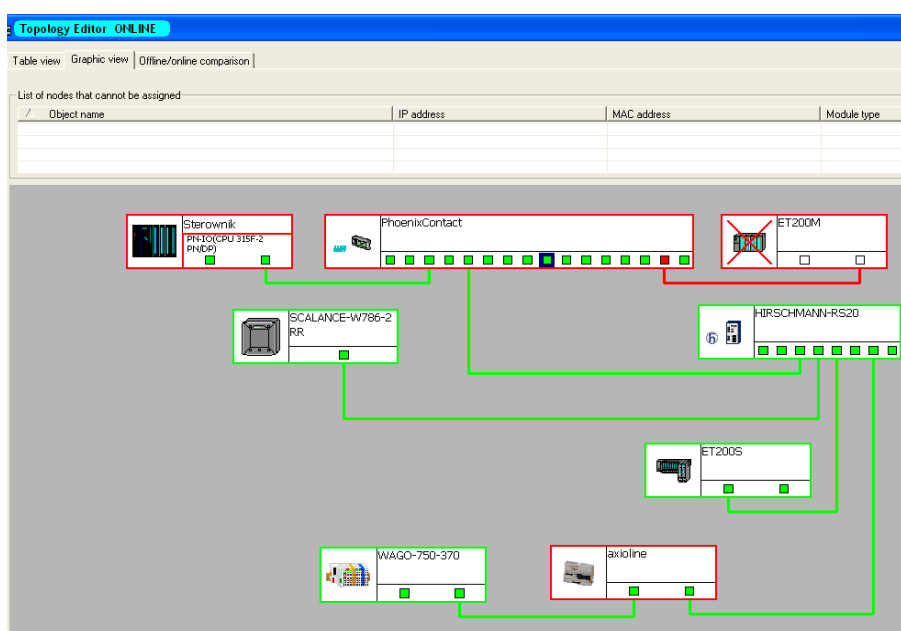 Topology Editor ONLINE
Table view Graphic view Offline/online comparison
List of nodes that cannot be assigned
/ Object name IP address MAC address Module type
Sterownik
PN-IO(CPU 315F-2
PN/DP)
PhoenixContact
ET200M
SCALANCE-W786-2
RR
HIRSCHMANN-RS20
ET200S
WAGO-750-370
axioline